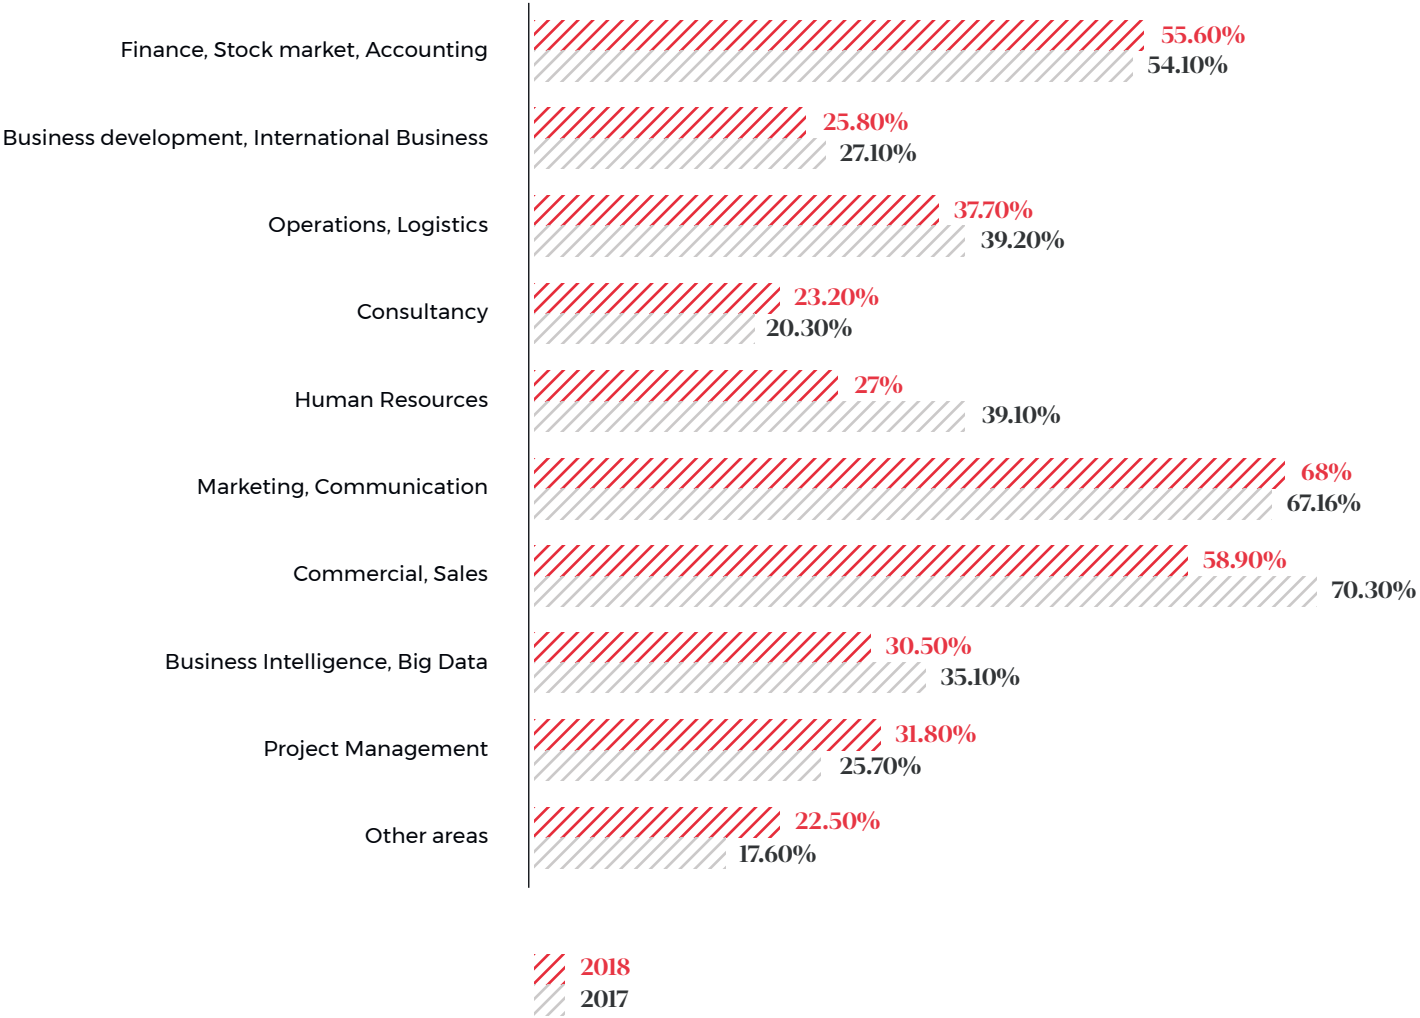 Finance, Stock market, Accounting
55.60%
54.10%
Business development, International Business
25.80%
27.10%
Operations, Logistics
37.70%
39.20%
Consultancy
23.20%
20.30%
Human Resources
27%
39.10%
Marketing, Communication
68%
67.16%
Commercial, Sales
58.90%
70.30%
Business Intelligence, Big Data
30.50%
35.10%
Project Management
31.80%
25.70%
Other areas
22.50%
17.60%
2018
2017